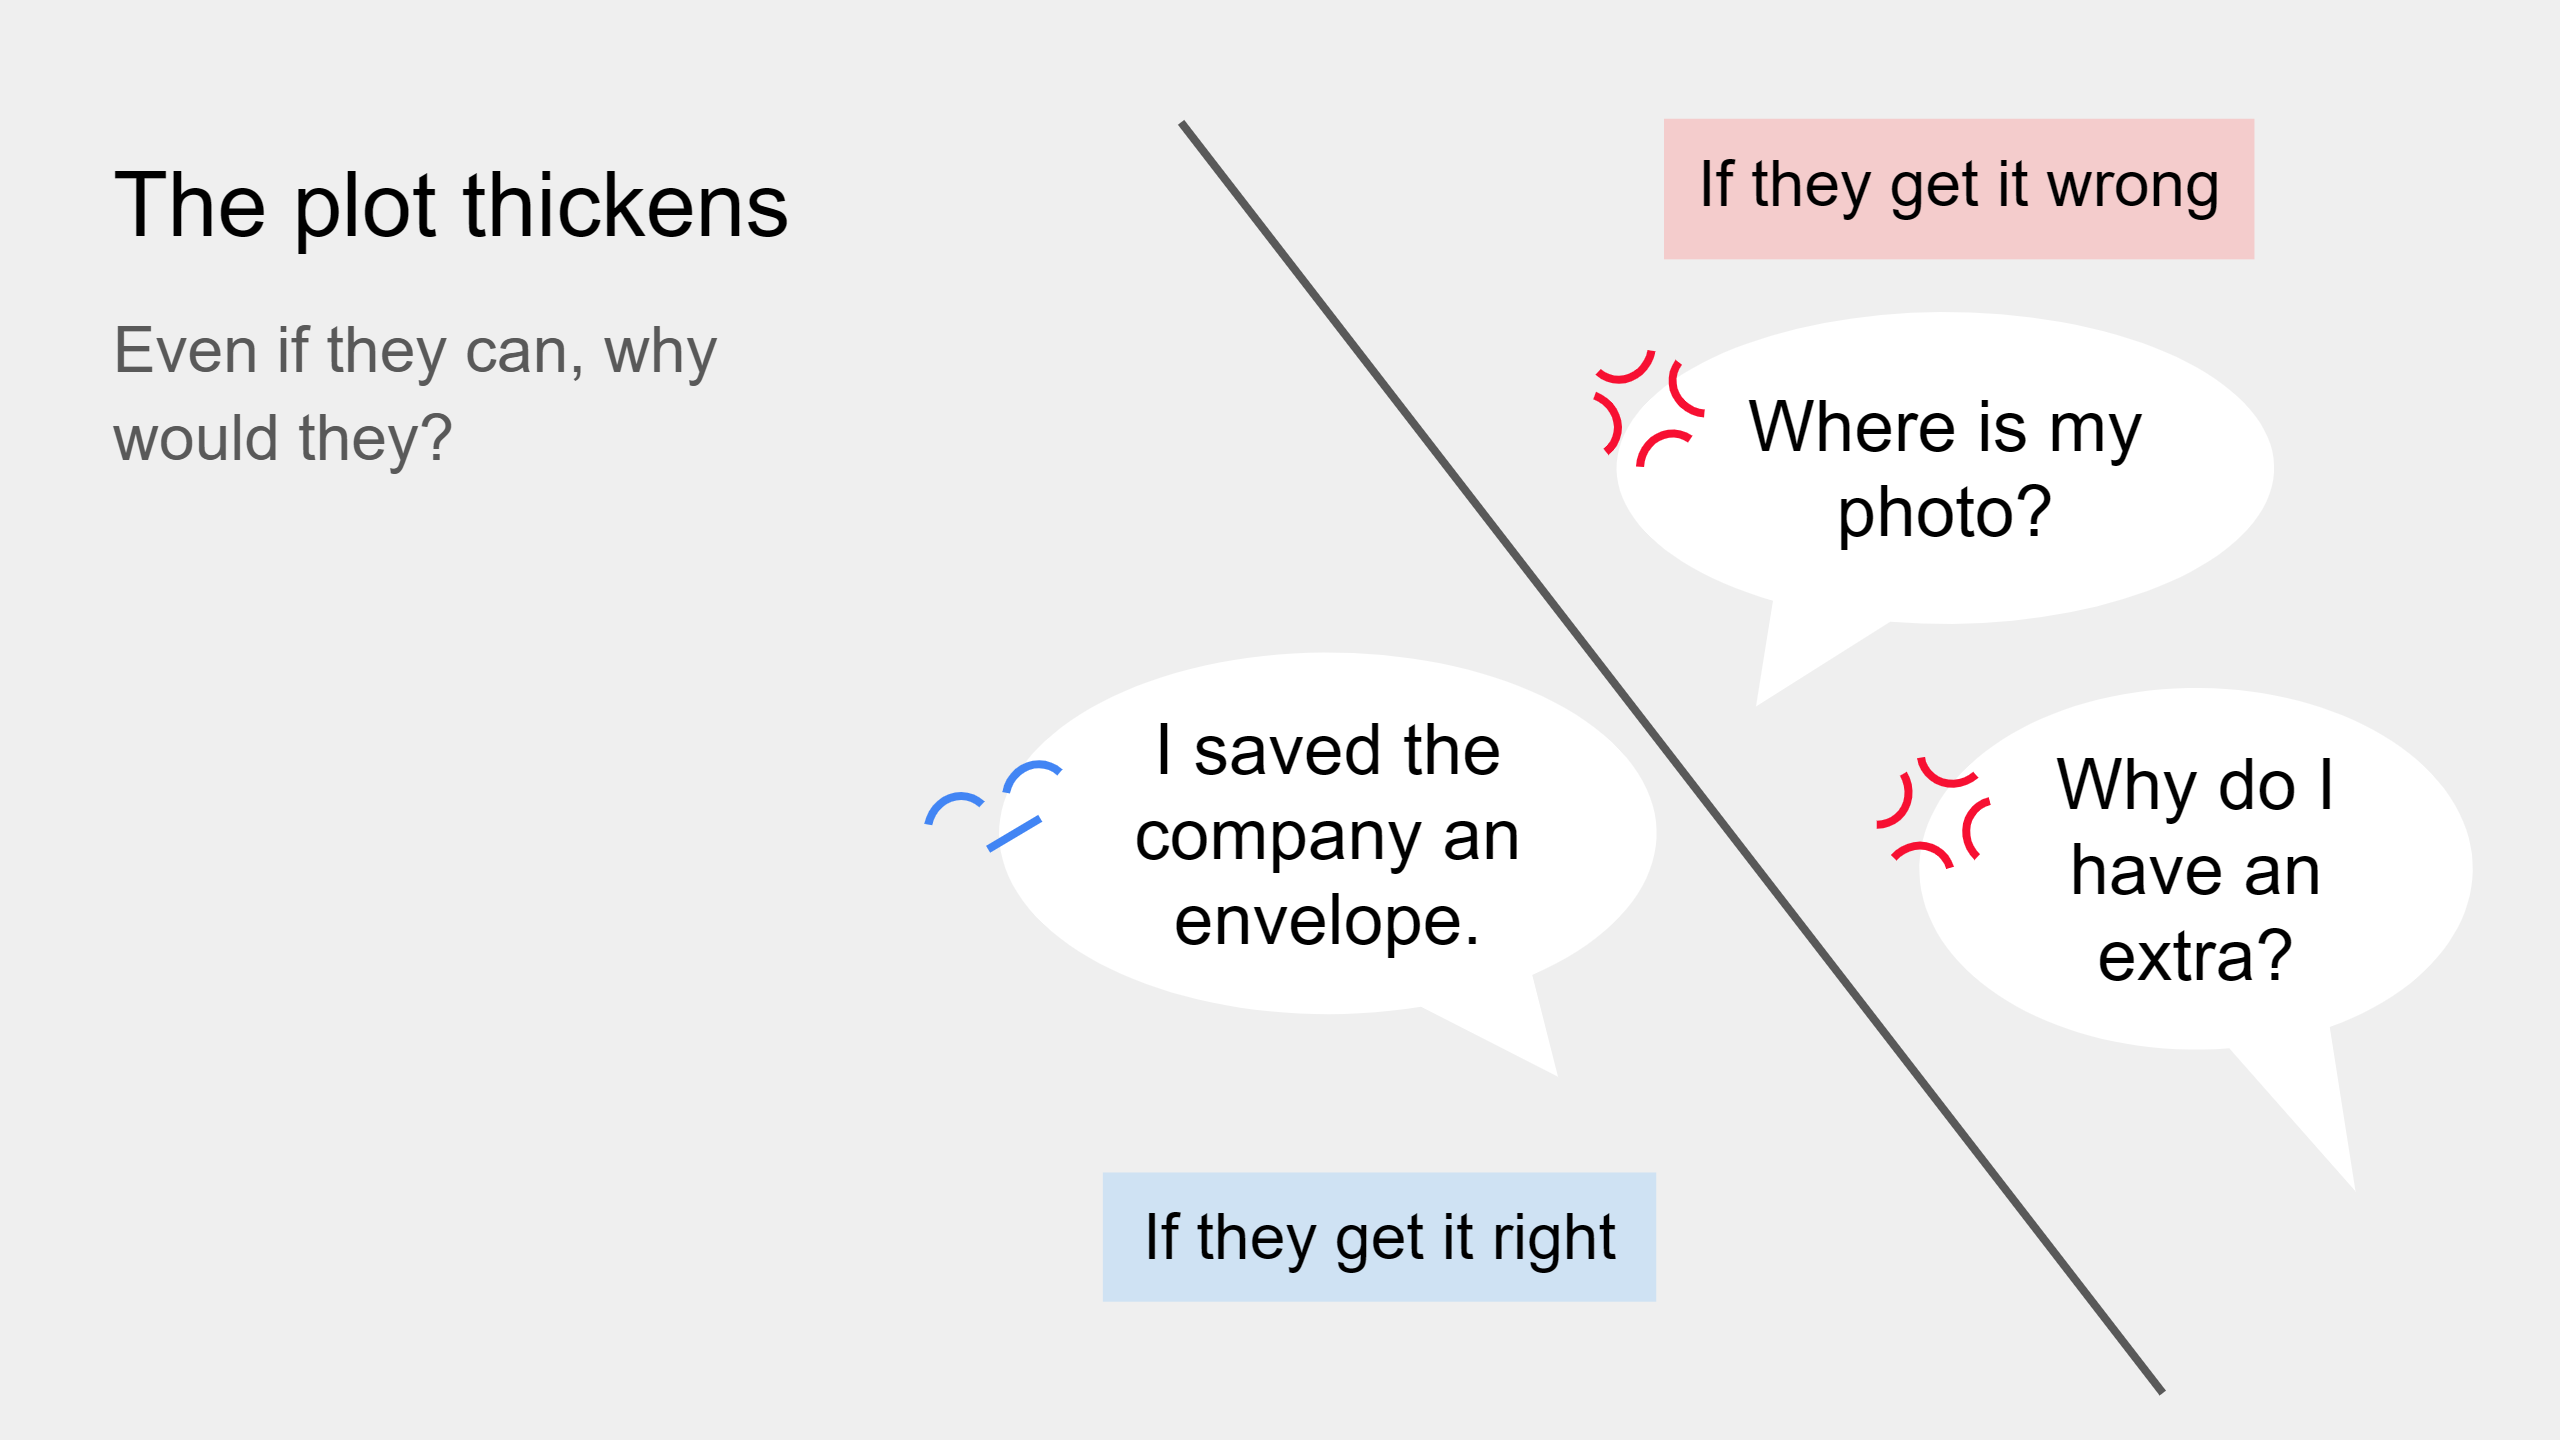 The plot thickens
Even if they can, why
would they?
If they get it wrong
Where is my
photo?
Why do I
have an
extra?
I saved the
company an
envelope.
If they get it right